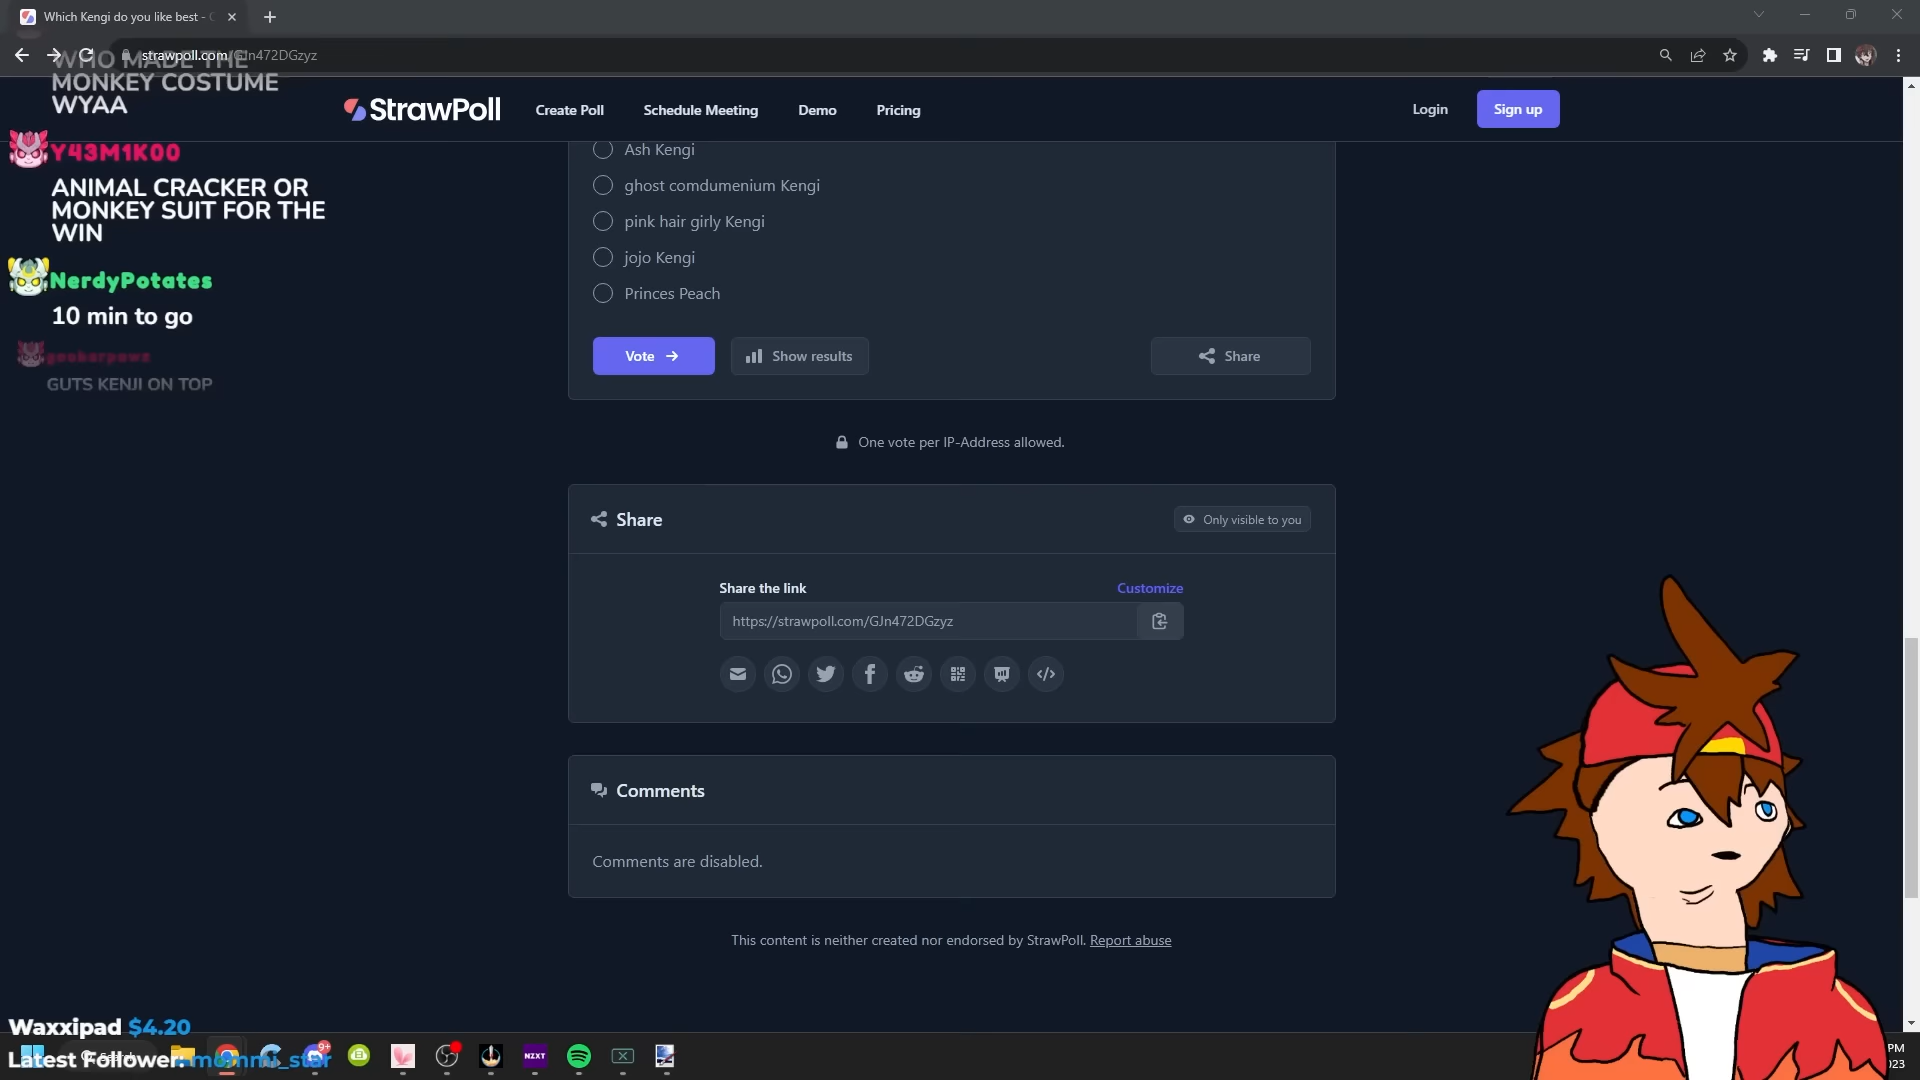 Which Kengi do you like best -
strawpoll.com/GJn472DGzyz
WHO MADE THE
MONKEY COSTUME
WYAA
Y43M1K00
ANIMAL CRACKER OR
MONKEY SUIT FOR THE
WIN
NerdyPotates
10 min to go
gookerpawz
GUTS KENJI ON TOP
StrawPoll
Create Poll
Schedule Meeting
Demo
Pricing
Login
Sign up
Ash Kengi
ghost comdumenium Kengi
pink hair girly Kengi
jojo Kengi
Princes Peach
Vote
Show results
Share
One vote per IP-Address allowed.
Share
Only visible to you
Share the link
Customize
https://strawpoll.com/GJn472DGzyz
Comments
Comments are disabled.
This content is neither created nor endorsed by StrawPoll. Report abuse
Waxxipad $4.20
Latest Follower: mommi_star
9+
NZXT
PM